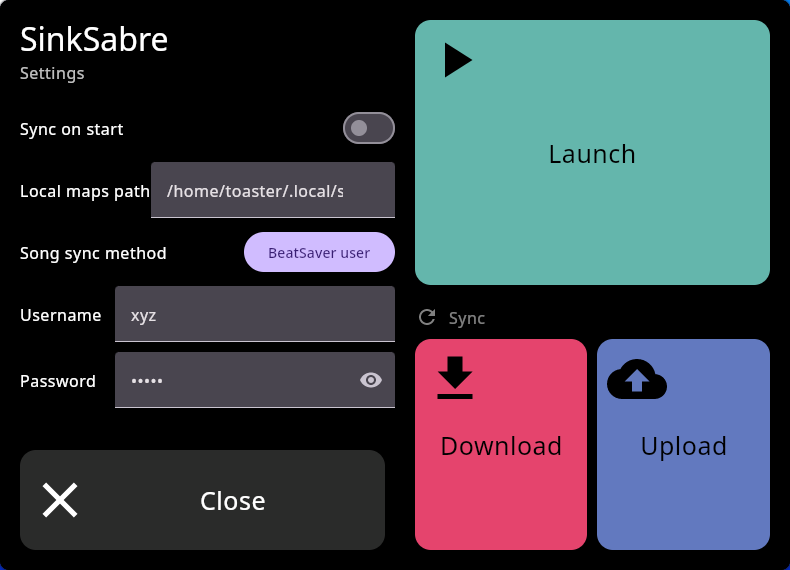 SinkSabre
Settings
Sync on start
Local maps path
/home/toaster/.local/s
Song sync method
BeatSaver user
Username
xyz
Password
•••••
Close
Launch
Sync
Download
Upload